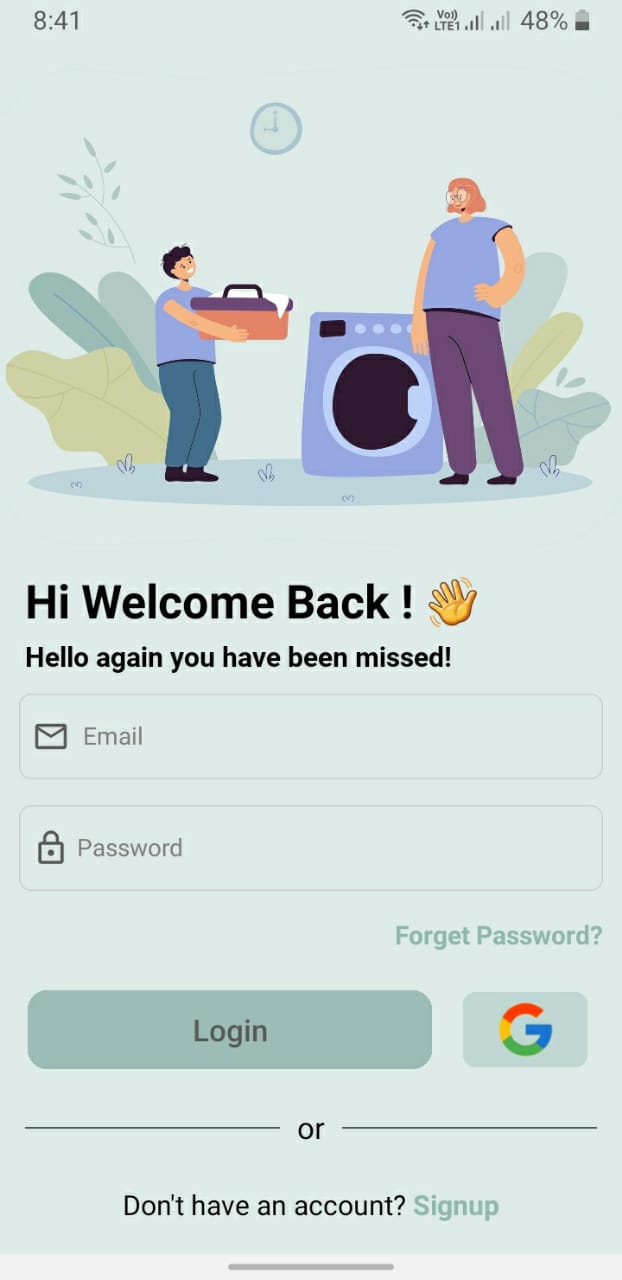 8:41 Vo)) LTE1 48%
Hi Welcome Back ! 👋
Hello again you have been missed!
Email
Password
Forget Password?
Login
or
Don't have an account? Signup